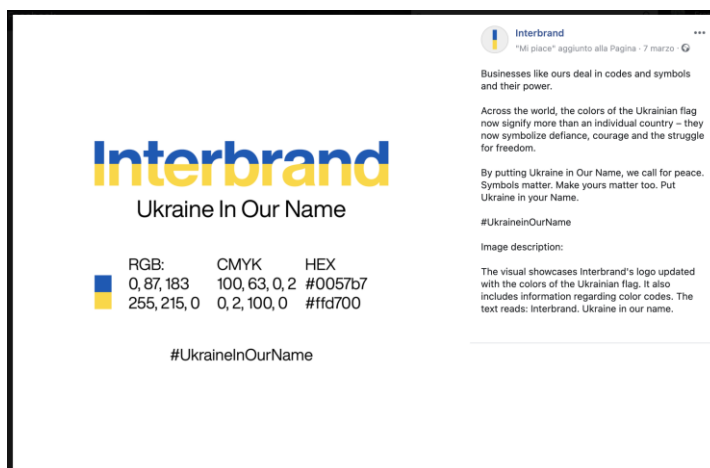 Interbrand
Ukraine In Our Name
RGB: CMYK HEX
0, 87, 183 100, 63, 0, 2 #0057b7
255, 215, 0 0, 2, 100, 0 #ffd700
#UkraineInOurName
Interbrand
"Mi piace" aggiunto alla Pagina · 7 marzo ·
Businesses like ours deal in codes and symbols
and their power.
Across the world, the colors of the Ukrainian flag
now signify more than an individual country – they
now symbolize defiance, courage and the struggle
for freedom.
By putting Ukraine in Our Name, we call for peace.
Symbols matter. Make yours matter too. Put
Ukraine in your Name.
#UkraineinOurName
Image description:
The visual showcases Interbrand's logo updated
with the colors of the Ukrainian flag. It also
includes information regarding color codes. The
text reads: Interbrand. Ukraine in our name.